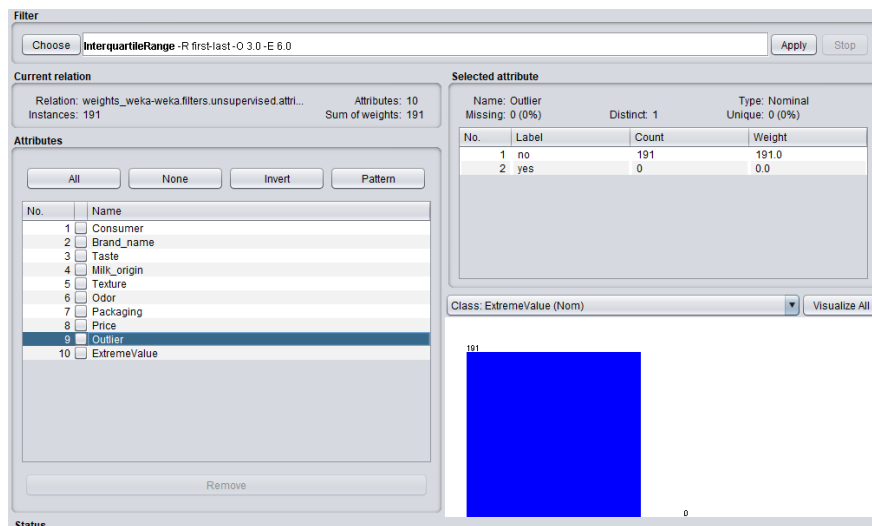 Filter
Choose InterquartileRange -R first-last -O 3.0 -E 6.0 Apply Stop
Current relation
Relation: weights_weka-weka.filters.unsupervised.attri... Attributes: 10
Instances: 191 Sum of weights: 191
Attributes
All None Invert Pattern
No. Name
1 Consumer
2 Brand_name
3 Taste
4 Milk_origin
5 Texture
6 Odor
7 Packaging
8 Price
9 Outlier
10 ExtremeValue
Remove
Status
Selected attribute
Name: Outlier Type: Nominal
Missing: 0 (0%) Distinct: 1 Unique: 0 (0%)
No. Label Count Weight
1 no 191 191.0
2 yes 0 0.0
Class: ExtremeValue (Nom) Visualize All
191
0